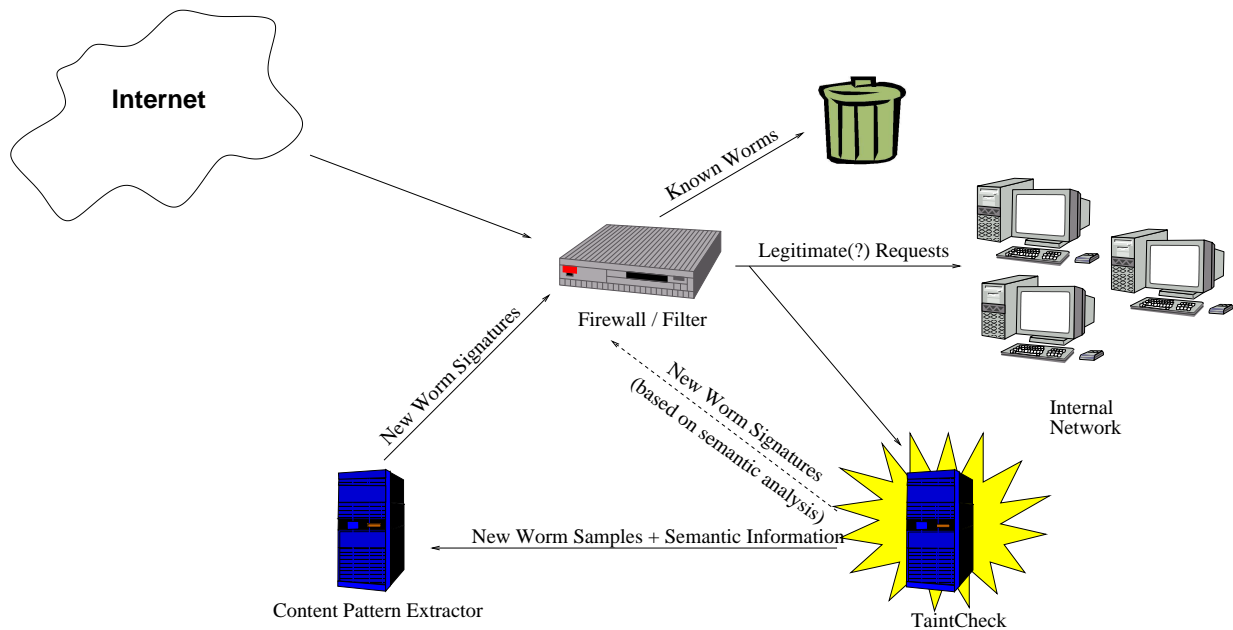 Internet
Known Worms
Legitimate(?) Requests
Firewall / Filter
New Worm Signatures
New Worm Signatures
(based on semantic analysis)
Internal
Network
New Worm Samples + Semantic Information
Content Pattern Extractor
TaintCheck